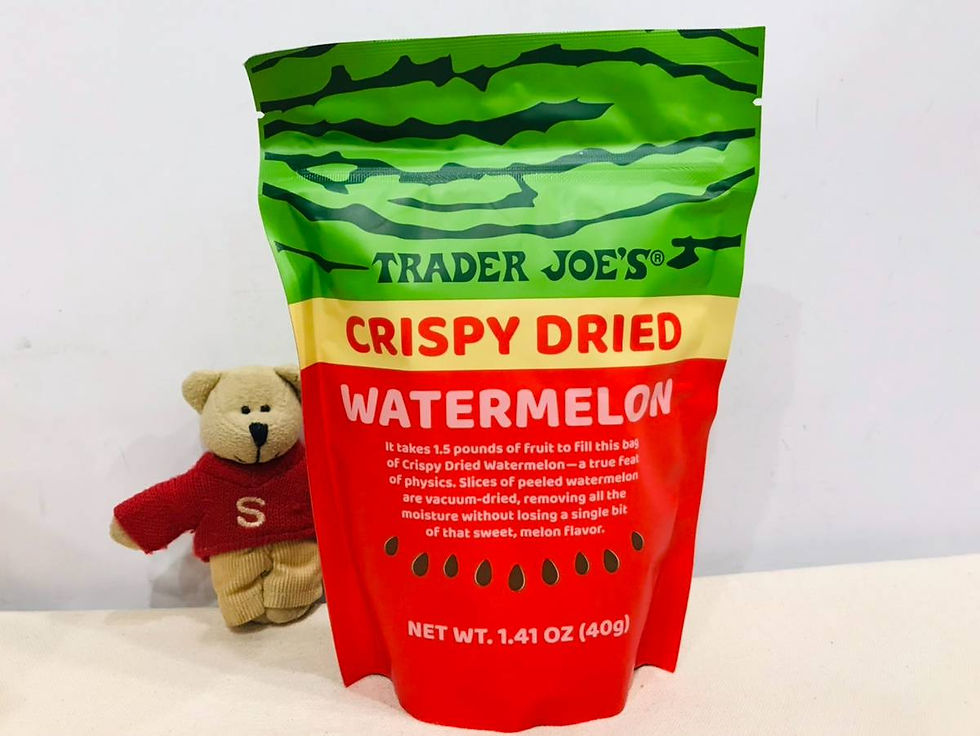 TRADER JOE'S®
CRISPY DRIED
WATERMELON
It takes 1.5 pounds of fruit to fill this bag
of Crispy Dried Watermelon—a true feat
of physics. Slices of peeled watermelon
are vacuum-dried, removing all the
moisture without losing a single bit
of that sweet, melon flavor.
S
NET WT. 1.41 OZ (40g)